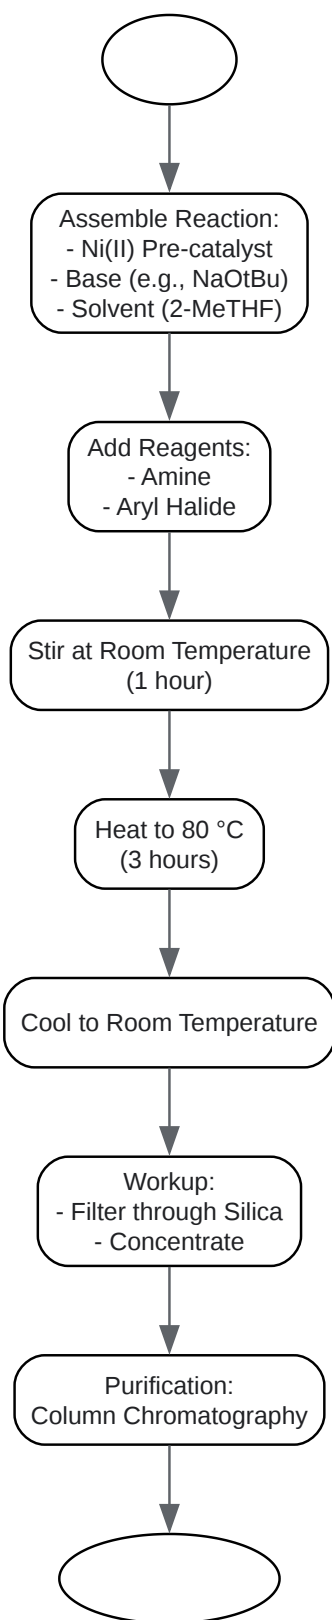 Assemble Reaction:
- Ni(II) Pre-catalyst
- Base (e.g., NaOtBu)
- Solvent (2-MeTHF)
Add Reagents:
- Amine
- Aryl Halide
Stir at Room Temperature
(1 hour)
Heat to 80 °C
(3 hours)
Cool to Room Temperature
Workup:
- Filter through Silica
- Concentrate
Purification:
Column Chromatography